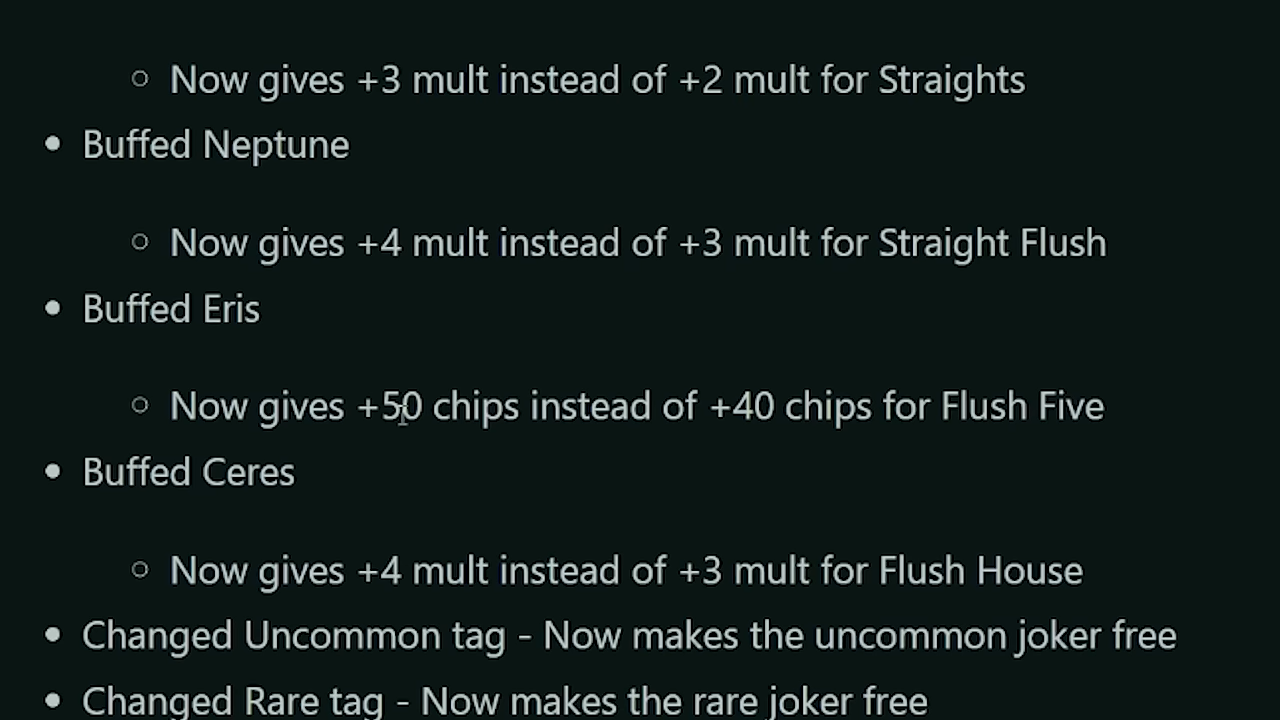 ○ Now gives +3 mult instead of +2 mult for Straights
• Buffed Neptune
○ Now gives +4 mult instead of +3 mult for Straight Flush
• Buffed Eris
○ Now gives +50 chips instead of +40 chips for Flush Five
• Buffed Ceres
○ Now gives +4 mult instead of +3 mult for Flush House
• Changed Uncommon tag - Now makes the uncommon joker free
• Changed Rare tag - Now makes the rare joker free